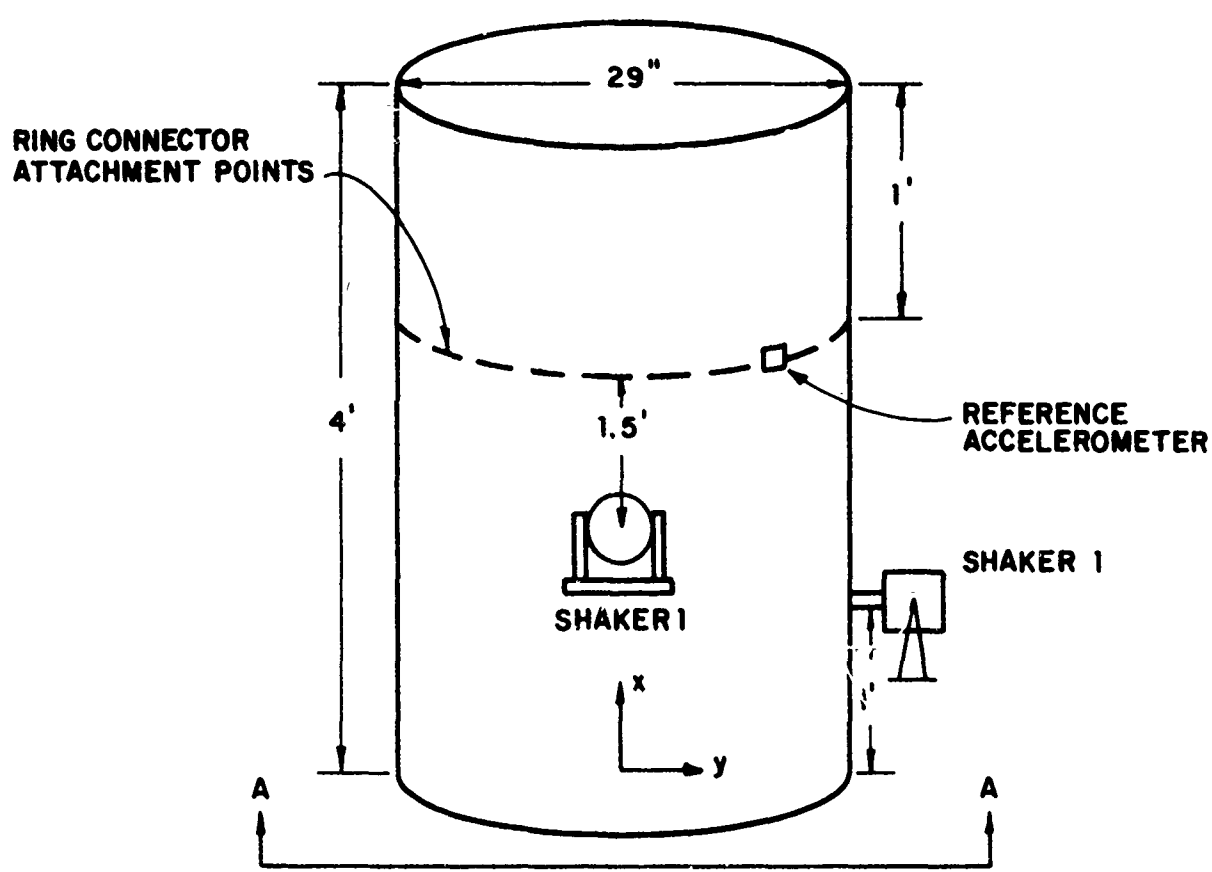 29"
RING CONNECTOR
ATTACHMENT POINTS
1'
4'
1.5'
REFERENCE
ACCELEROMETER
SHAKER 1
SHAKER 1
x
y
A
A